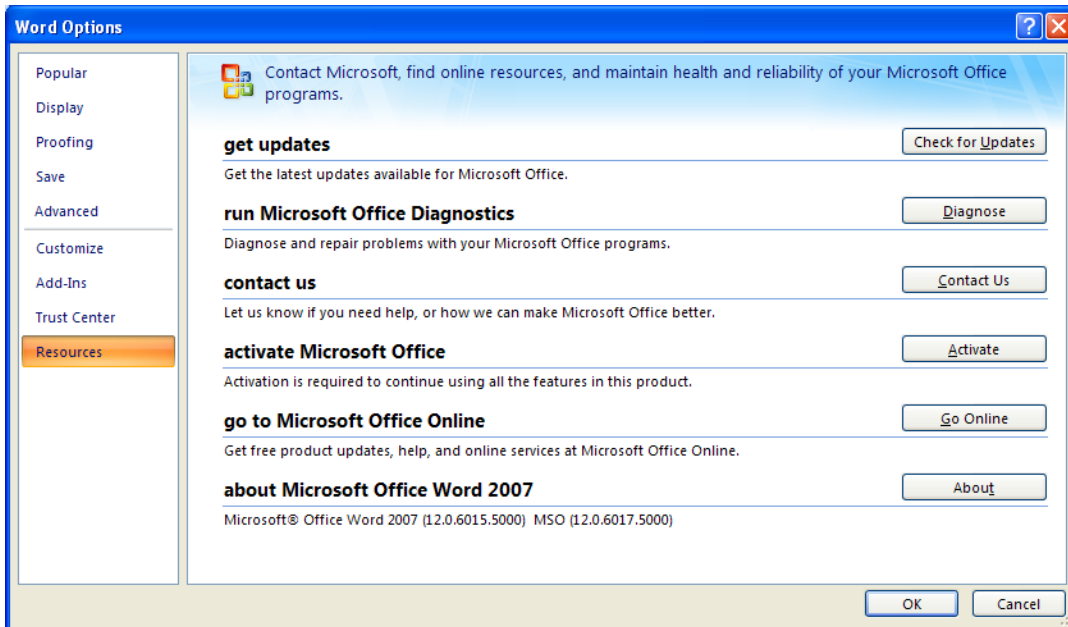 Word Options
Popular
Display
Proofing
Save
Advanced
Customize
Add-Ins
Trust Center
Resources
Contact Microsoft, find online resources, and maintain health and reliability of your Microsoft Office
programs.
get updates
Check for Updates
Get the latest updates available for Microsoft Office.
run Microsoft Office Diagnostics
Diagnose
Diagnose and repair problems with your Microsoft Office programs.
contact us
Contact Us
Let us know if you need help, or how we can make Microsoft Office better.
activate Microsoft Office
Activate
Activation is required to continue using all the features in this product.
go to Microsoft Office Online
Go Online
Get free product updates, help, and online services at Microsoft Office Online.
about Microsoft Office Word 2007
About
Microsoft® Office Word 2007 (12.0.6015.5000)  MSO (12.0.6017.5000)
OK
Cancel